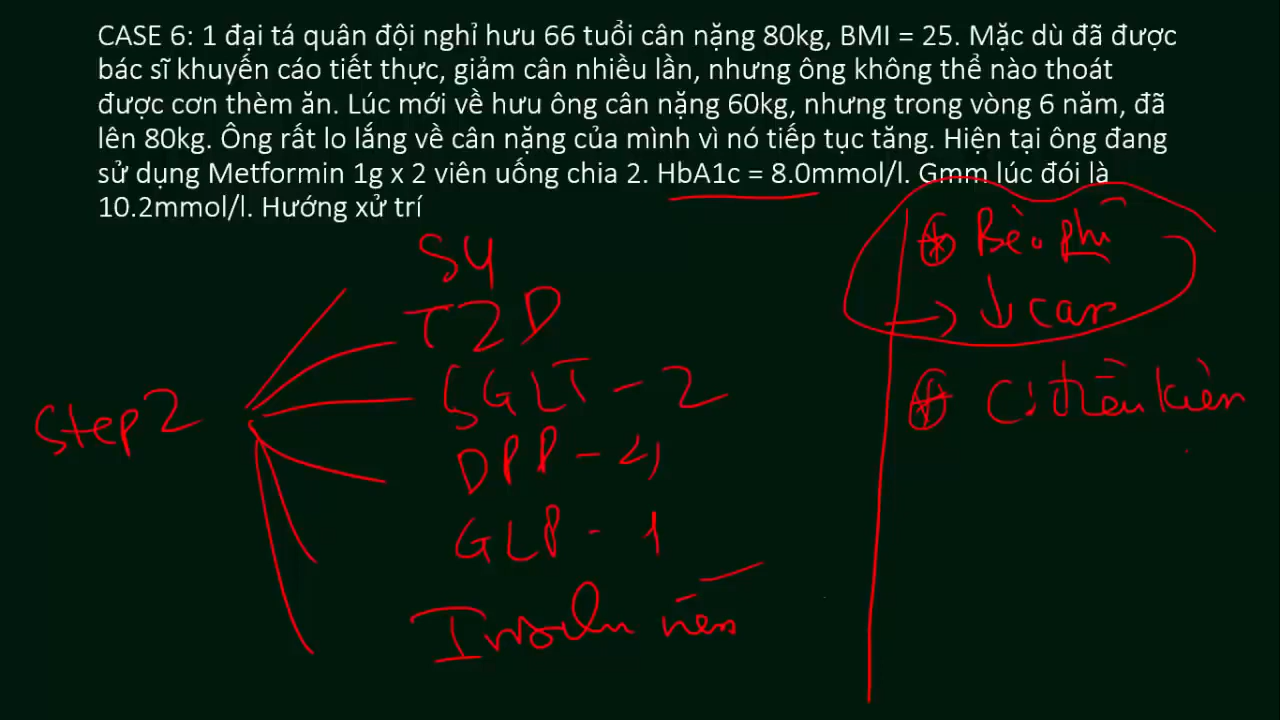 CASE 6: 1 đại tá quân đội nghỉ hưu 66 tuổi cân nặng 80kg, BMI = 25. Mặc dù đã được
bác sĩ khuyến cáo tiết thực, giảm cân nhiều lần, nhưng ông không thể nào thoát
được cơn thèm ăn. Lúc mới về hưu ông cân nặng 60kg, nhưng trong vòng 6 năm, đã
lên 80kg. Ông rất lo lắng về cân nặng của mình vì nó tiếp tục tăng. Hiện tại ông đang
sử dụng Metformin 1g x 2 viên uống chia 2. HbA1c = 8.0mmol/l. Gmm lúc đói là
10.2mmol/l. Hướng xử trí
Step 2
SU
TZD
SGLT - 2
DPP - 4
GLP - 1
Insulin nền
Béo phì
→ ↓ cân
Có điều kiện